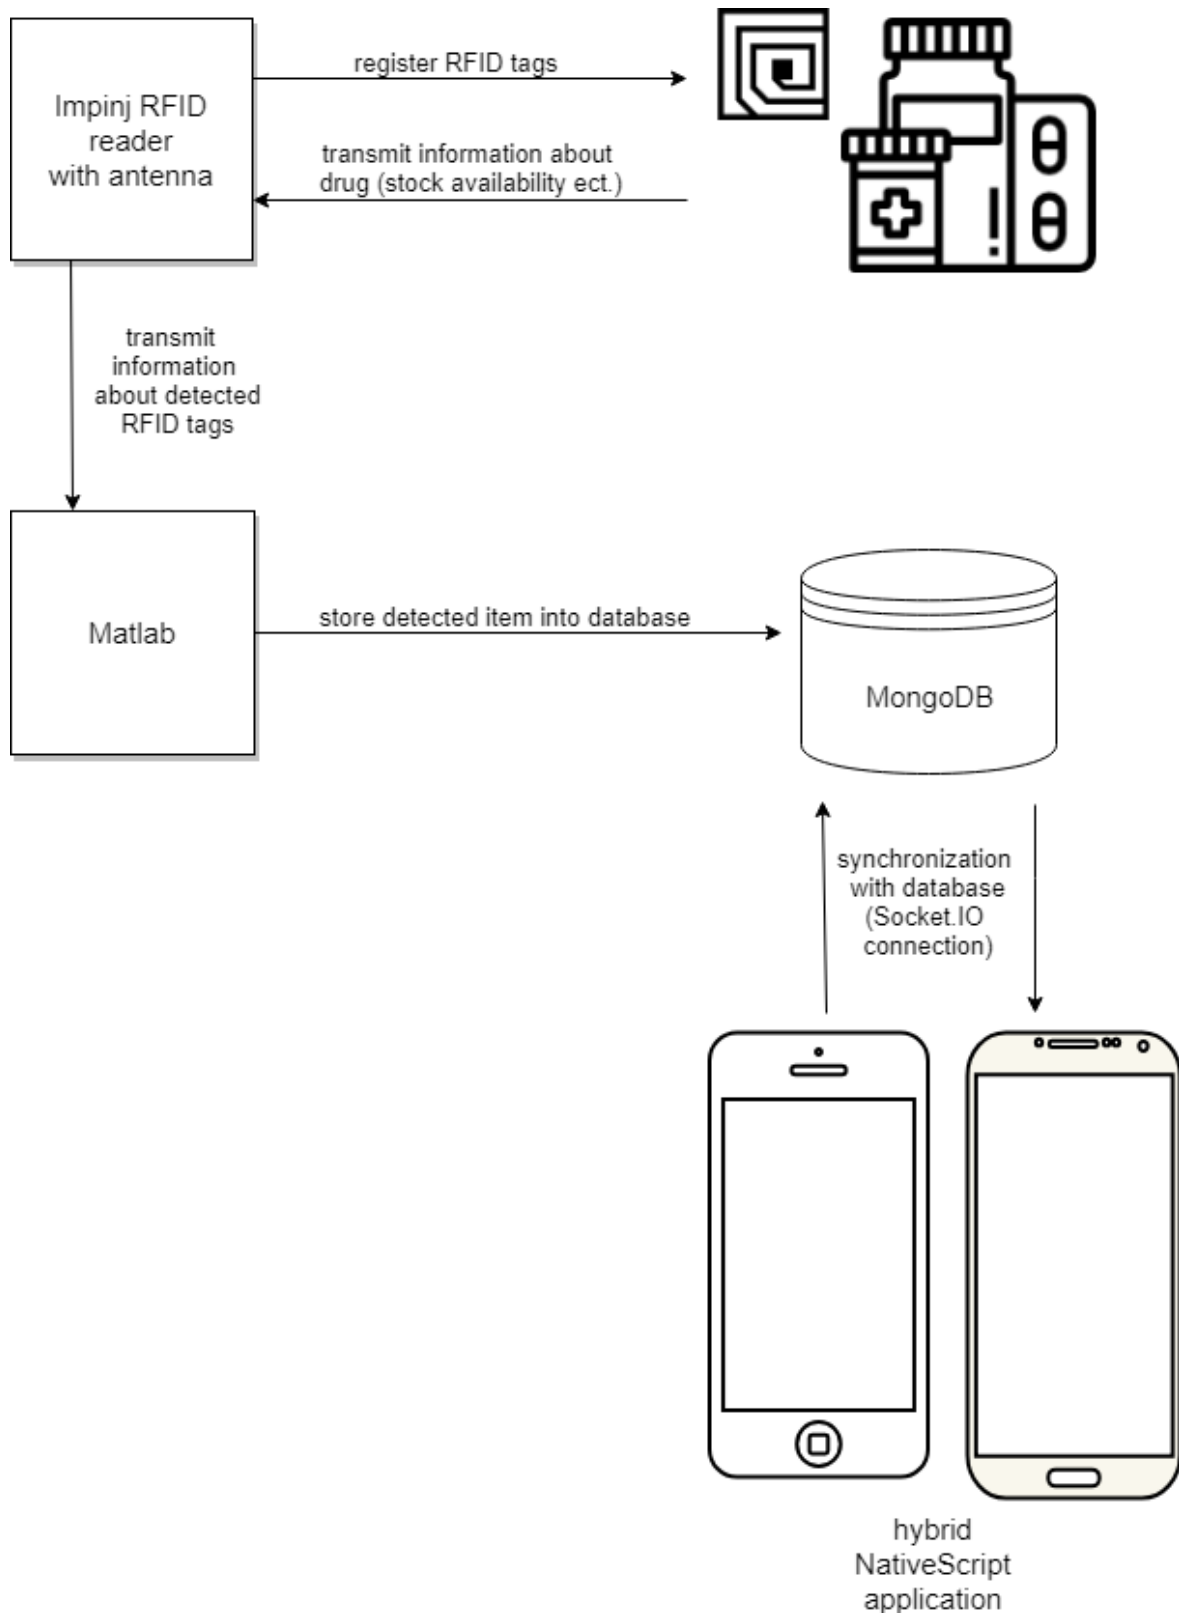 Impinj RFID
reader
with antenna
register RFID tags
transmit information about
drug (stock availability ect.)
transmit
information
about detected
RFID tags
Matlab
store detected item into database
MongoDB
synchronization
with database
(Socket.IO
connection)
hybrid
NativeScript
application